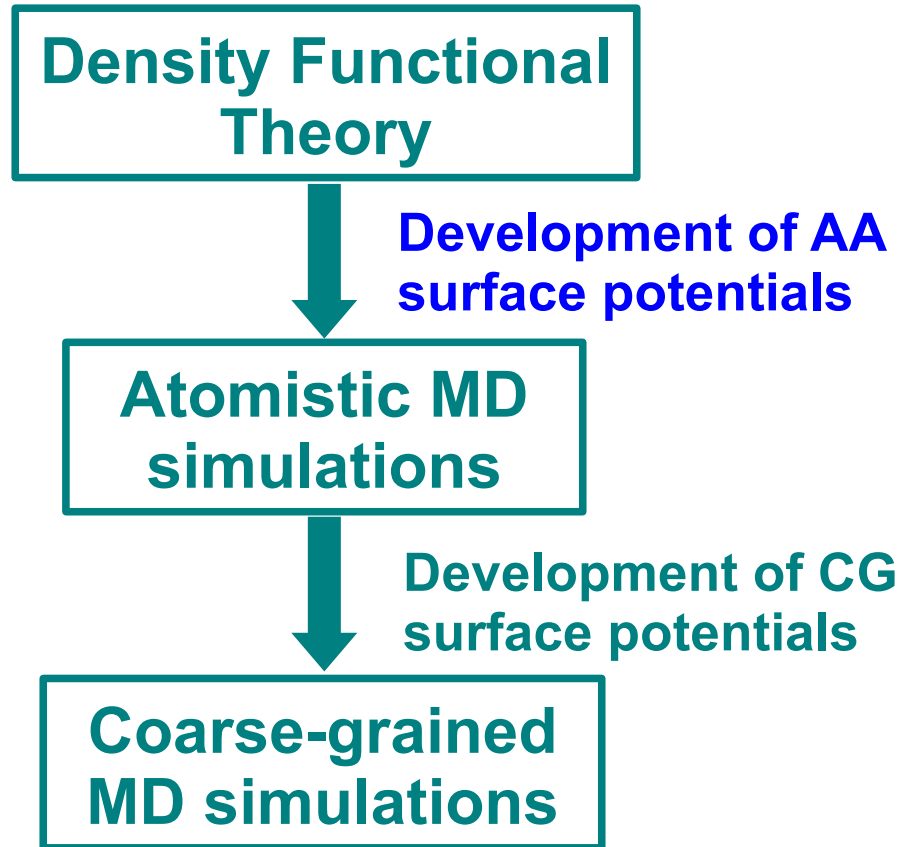 Density Functional
Theory
Development of AA
surface potentials
Atomistic MD
simulations
Development of CG
surface potentials
Coarse-grained
MD simulations